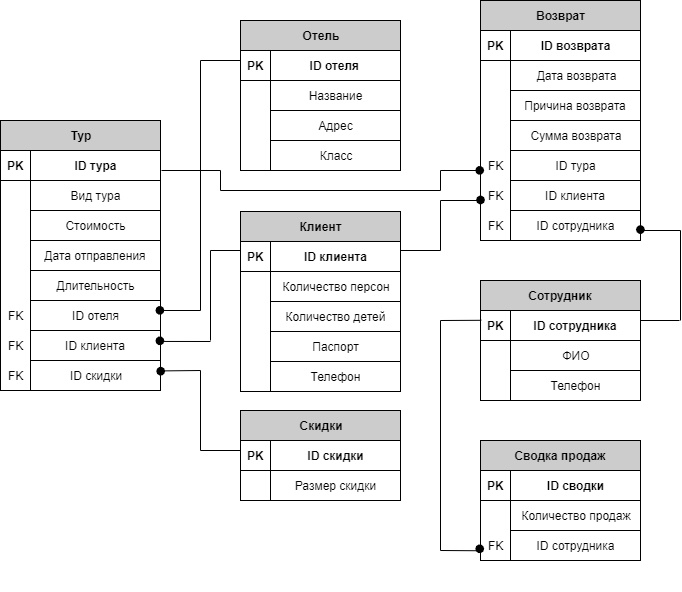 Отель
PK ID отеля
Название
Адрес
Класс
Возврат
PK ID возврата
Дата возврата
Причина возврата
Сумма возврата
FK ID тура
FK ID клиента
FK ID сотрудника
Тур
PK ID тура
Вид тура
Стоимость
Дата отправления
Длительность
FK ID отеля
FK ID клиента
FK ID скидки
Клиент
PK ID клиента
Количество персон
Количество детей
Паспорт
Телефон
Сотрудник
PK ID сотрудника
ФИО
Телефон
Скидки
PK ID скидки
Размер скидки
Сводка продаж
PK ID сводки
Количество продаж
FK ID сотрудника